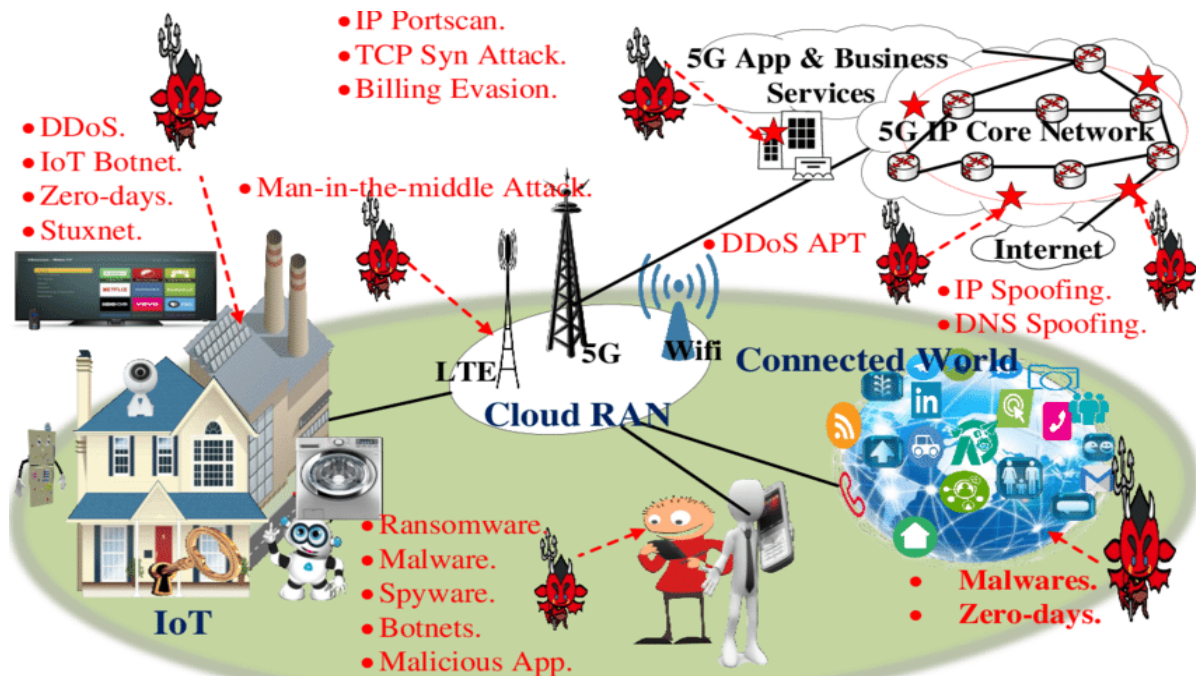 • IP Portscan.
• TCP Syn Attack.
• Billing Evasion.
5G App & Business
Services
5G IP Core Network
• DDoS.
• IoT Botnet.
• Zero-days.
• Stuxnet.
• Man-in-the-middle Attack.
• DDoS APT
Internet
• IP Spoofing.
• DNS Spoofing.
NETFLIX
LTE
5G
Wifi
Connected World
Cloud RAN
in
IoT
• Ransomware.
• Malware.
• Spyware.
• Botnets.
• Malicious App.
• Malwares.
• Zero-days.